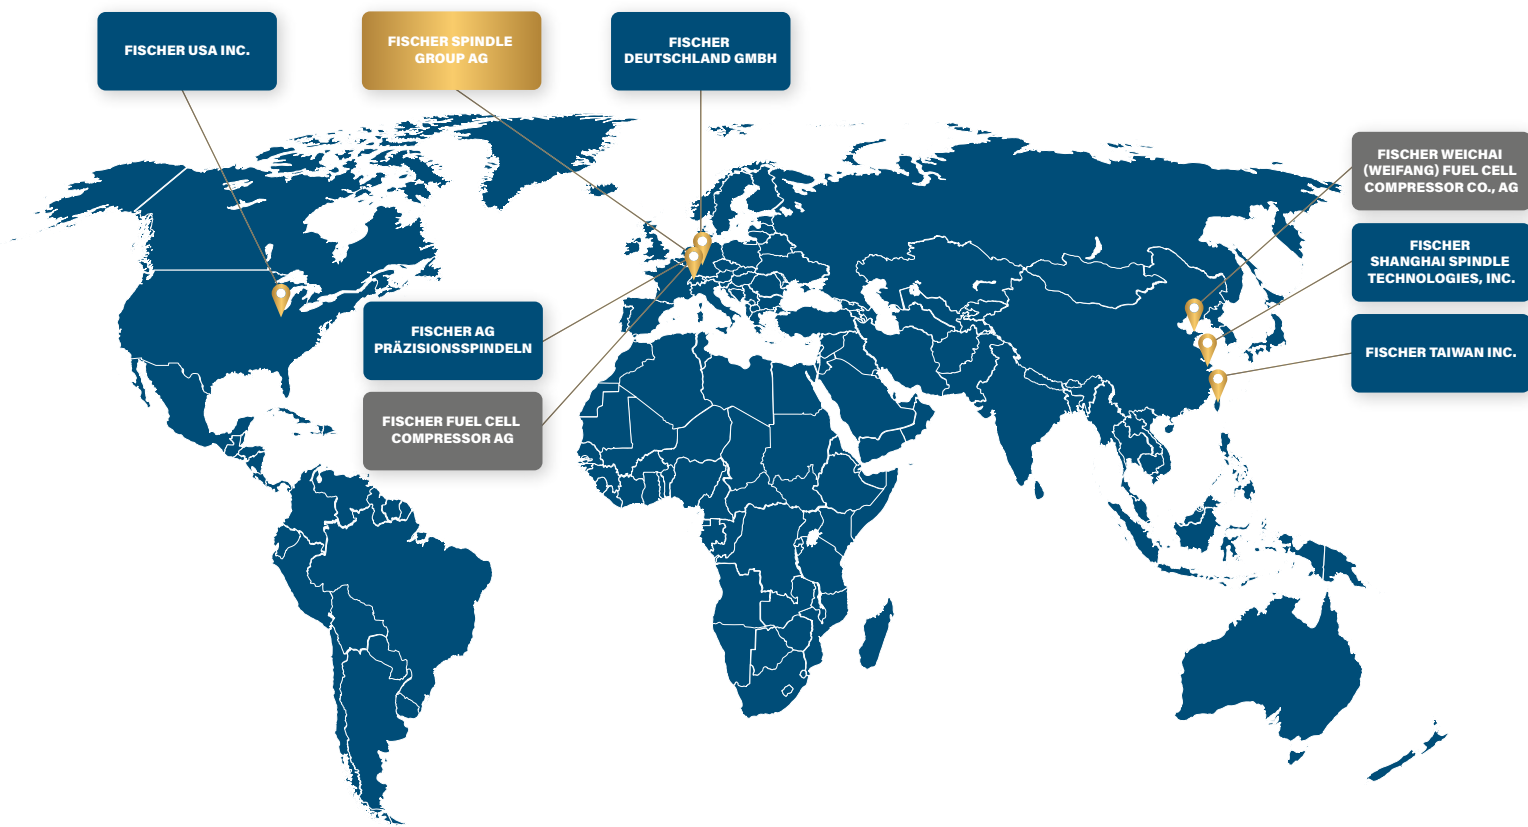 FISCHER USA INC.
FISCHER SPINDLE
GROUP AG
FISCHER
DEUTSCHLAND GMBH
FISCHER WEICHAI
(WEIFANG) FUEL CELL
COMPRESSOR CO., AG
FISCHER
SHANGHAI SPINDLE
TECHNOLOGIES, INC.
FISCHER TAIWAN INC.
FISCHER AG
PRÄZISIONSSPINDELN
FISCHER FUEL CELL
COMPRESSOR AG